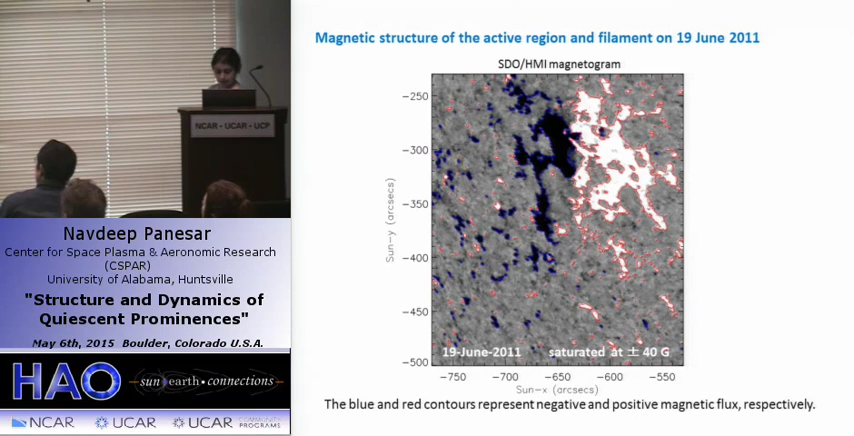 NCAR - UCAR - UCP
Navdeep Panesar
Center for Space Plasma & Aeronomic Research
(CSPAR)
University of Alabama, Huntsville
"Structure and Dynamics of
Quiescent Prominences"
May 6th, 2015 Boulder, Colorado U.S.A.
HAO
sun earth connections
NCAR
UCAR
UCAR
COMMUNITY
PROGRAMS
Magnetic structure of the active region and filament on 19 June 2011
SDO/HMI magnetogram
Sun-y (arcsecs)
-250
-300
-350
-400
-450
-500
19-June-2011 saturated at ± 40 G
-750 -700 -650 -600 -550
Sun-x (arcsecs)
The blue and red contours represent negative and positive magnetic flux, respectively.